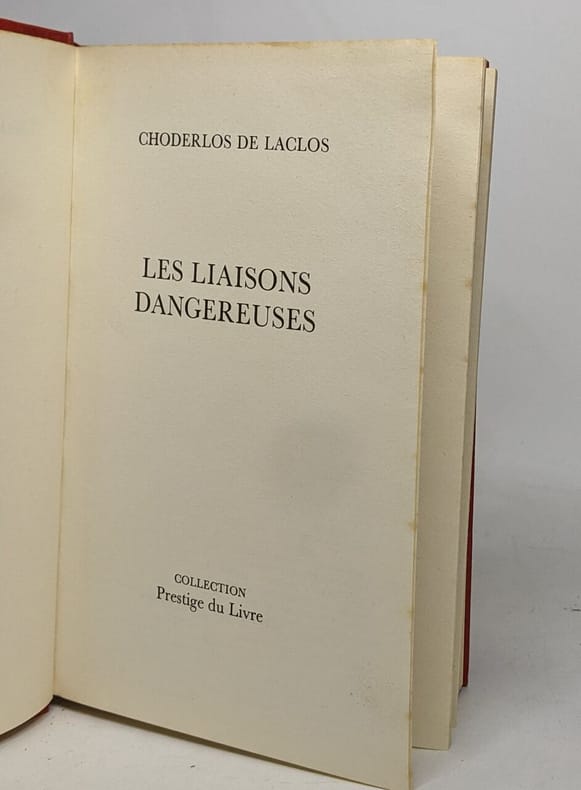 CHODERLOS DE LACLOS
LES LIAISONS
DANGEREUSES
COLLECTION
Prestige du Livre